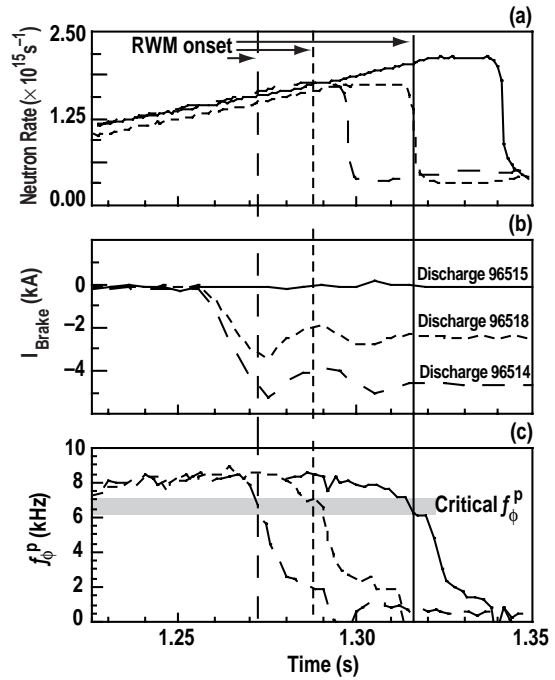 (a)
2.50
RWM onset
1.25
0.00
Neutron Rate (× 10¹⁵ s⁻¹)
(b)
0
−2
−4
I Brake (kA)
Discharge 96515
Discharge 96518
Discharge 96514
(c)
10
8
6
4
2
0
f_ϕ^p (kHz)
Critical f_ϕ^p
1.25
1.30
1.35
Time (s)